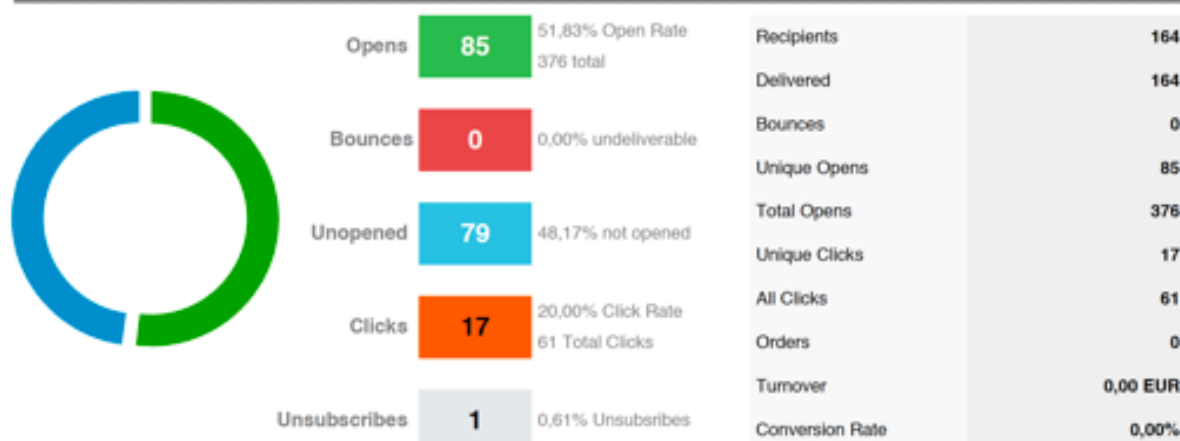 Opens
85
51,83% Open Rate
376 total
Bounces
0
0,00% undeliverable
Unopened
79
48,17% not opened
Clicks
17
20,00% Click Rate
61 Total Clicks
Unsubscribes
1
0,61% Unsubsribes
Recipients 164
Delivered 164
Bounces 0
Unique Opens 85
Total Opens 376
Unique Clicks 17
All Clicks 61
Orders 0
Turnover 0,00 EUR
Conversion Rate 0,00%